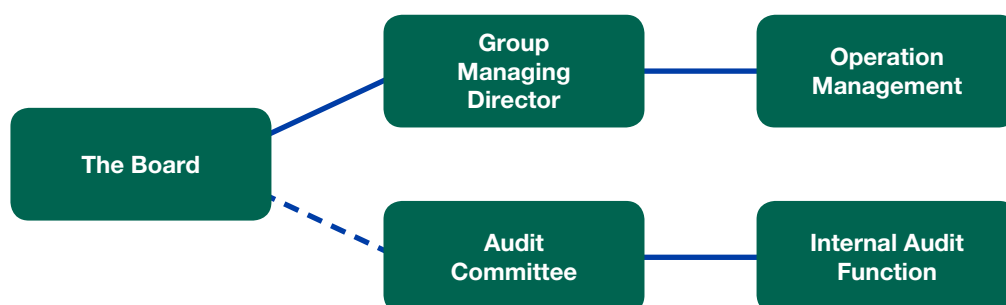 Group
Managing
Director
Operation
Management
The Board
Audit
Committee
Internal Audit
Function